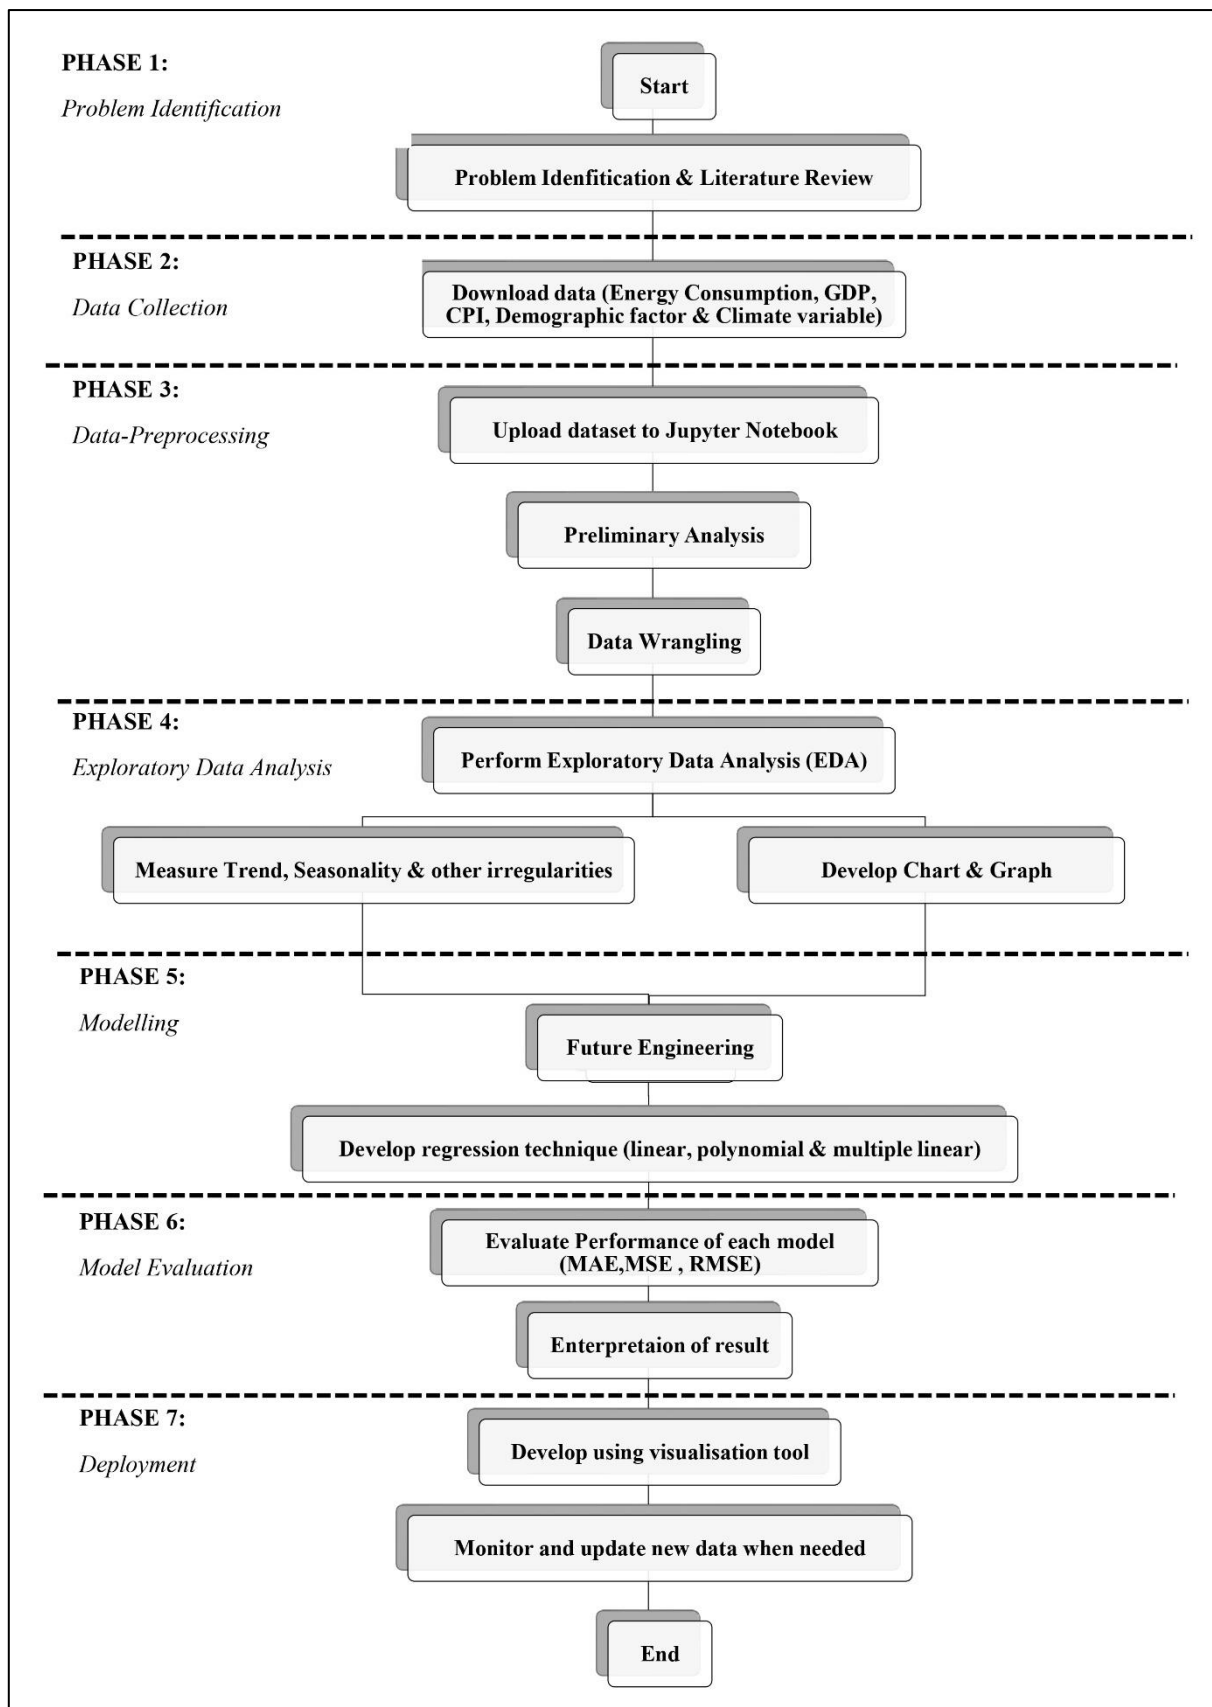 PHASE 1:
Problem Identification
Start
Problem Idenfitication & Literature Review
PHASE 2:
Data Collection
Download data (Energy Consumption, GDP,
CPI, Demographic factor & Climate variable)
PHASE 3:
Data-Preprocessing
Upload dataset to Jupyter Notebook
Preliminary Analysis
Data Wrangling
PHASE 4:
Exploratory Data Analysis
Perform Exploratory Data Analysis (EDA)
Measure Trend, Seasonality & other irregularities
Develop Chart & Graph
PHASE 5:
Modelling
Future Engineering
Develop regression technique (linear, polynomial & multiple linear)
PHASE 6:
Model Evaluation
Evaluate Performance of each model
(MAE,MSE , RMSE)
Enterpretaion of result
PHASE 7:
Deployment
Develop using visualisation tool
Monitor and update new data when needed
End